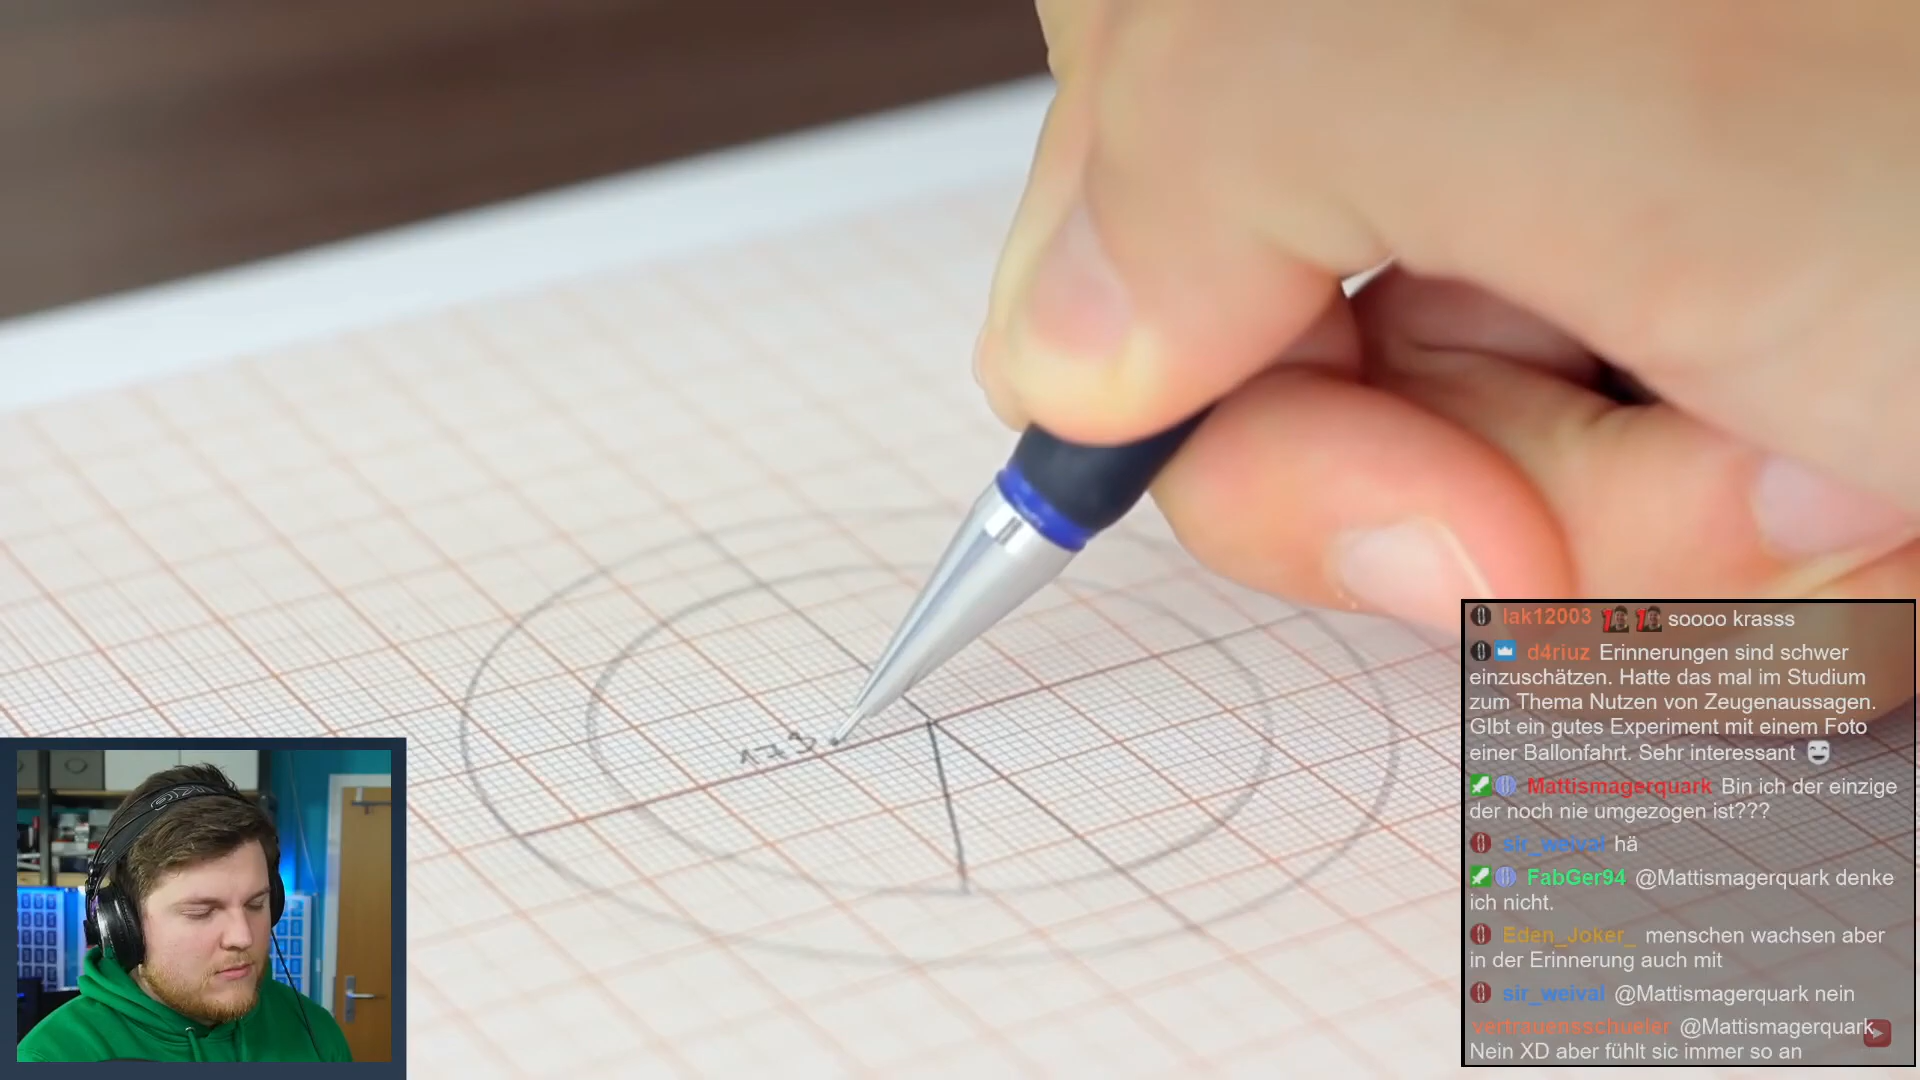 173
lak12003 soooo krasss
d4riuz Erinnerungen sind schwer
einzuschätzen. Hatte das mal im Studium
zum Thema Nutzen von Zeugenaussagen.
GIbt ein gutes Experiment mit einem Foto
einer Ballonfahrt. Sehr interessant
Mattismagerquark Bin ich der einzige
der noch nie umgezogen ist???
sir_weival hä
FabGer94 @Mattismagerquark denke
ich nicht.
Eden_Joker_ menschen wachsen aber
in der Erinnerung auch mit
sir_weival @Mattismagerquark nein
vertrauensschueler @Mattismagerquark
Nein XD aber fühlt sic immer so an